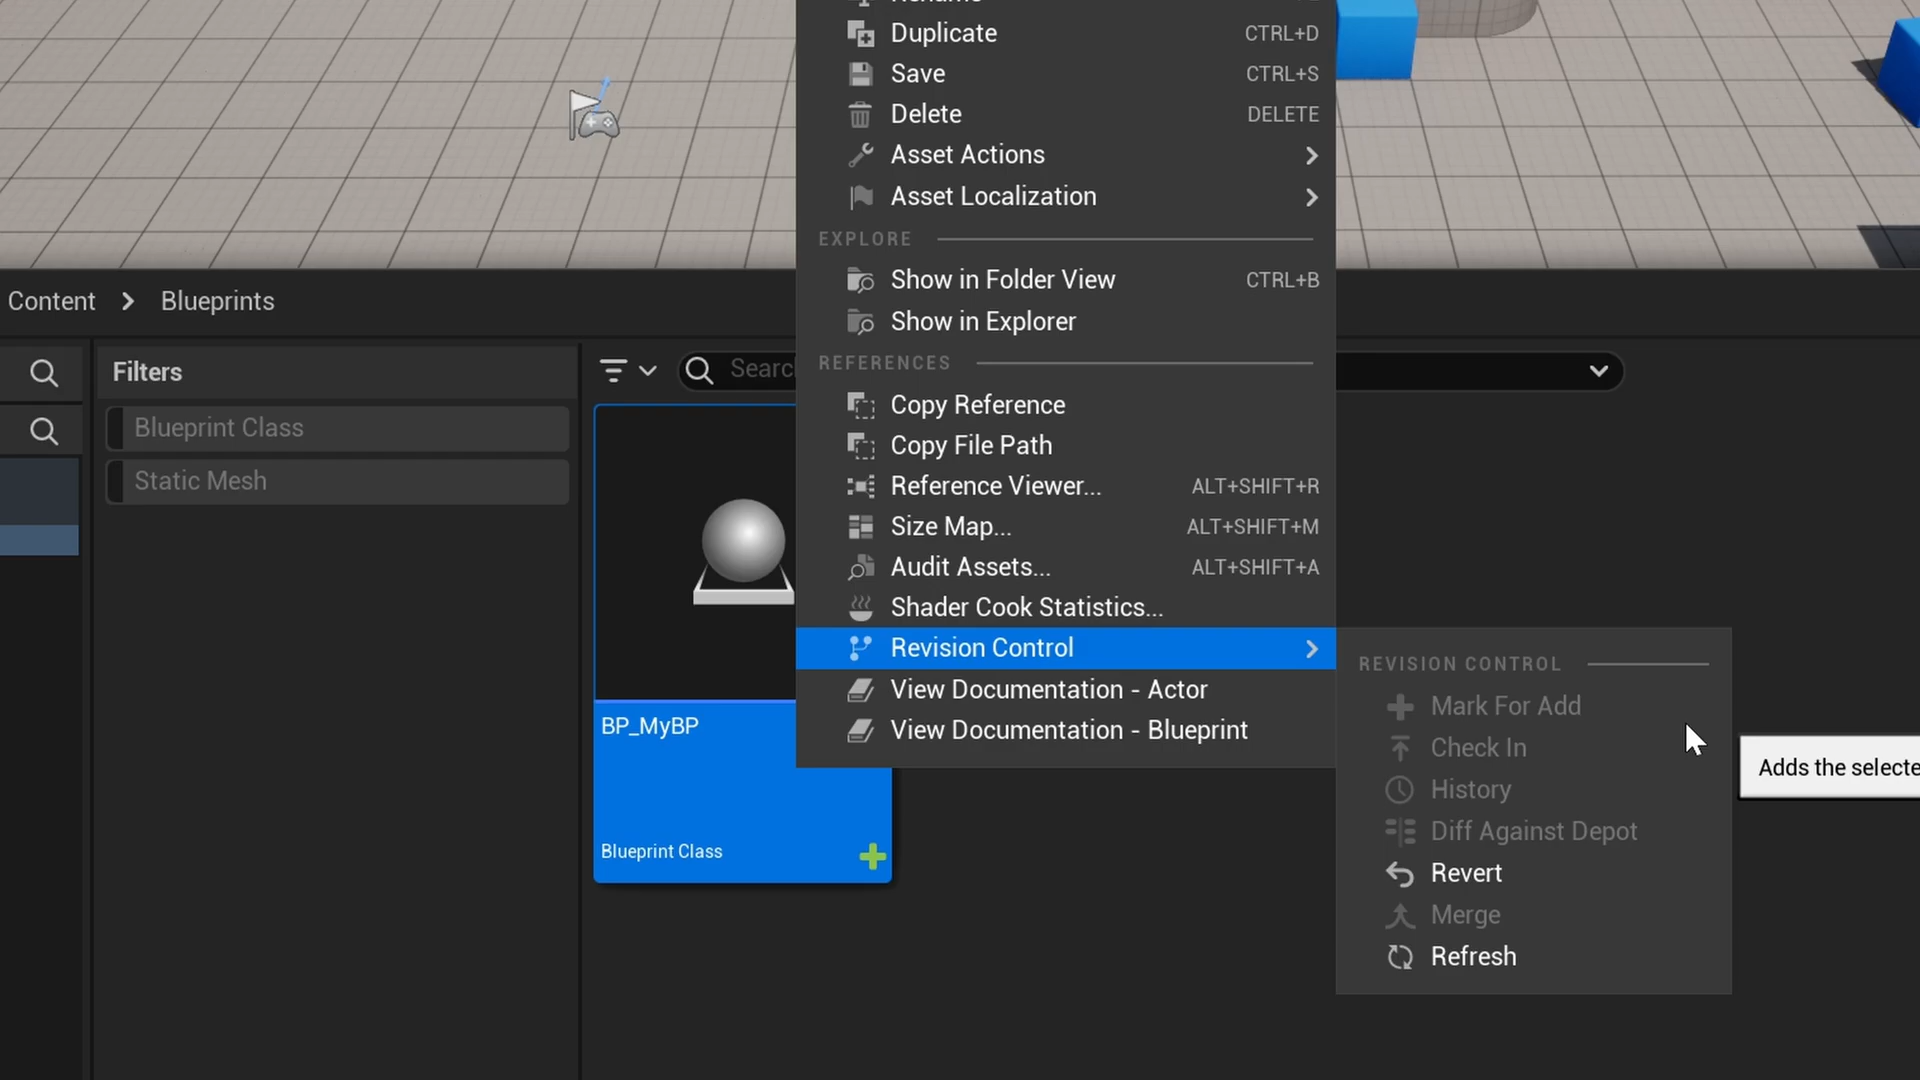 Duplicate CTRL+D
Save CTRL+S
Delete DELETE
Asset Actions
Asset Localization
EXPLORE
Show in Folder View CTRL+B
Show in Explorer
REFERENCES
Copy Reference
Copy File Path
Reference Viewer... ALT+SHIFT+R
Size Map... ALT+SHIFT+M
Audit Assets... ALT+SHIFT+A
Shader Cook Statistics...
Revision Control
View Documentation - Actor
View Documentation - Blueprint
REVISION CONTROL
Mark For Add
Check In
History
Diff Against Depot
Revert
Merge
Refresh
Adds the selecte
Content > Blueprints
Filters
Blueprint Class
Static Mesh
Searc
BP_MyBP
Blueprint Class